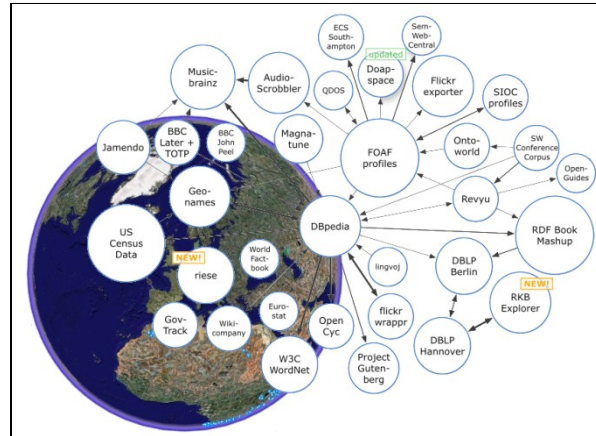 ECS
South-
ampton
Sem-
Web-
Central
updated
Doap-
space
Music-
brainz
Audio-
Scrobbler
QDOS
Flickr
exporter
SIOC
profiles
BBC
Later +
TOTP
BBC
John
Peel
Jamendo
Magna-
tune
FOAF
profiles
Onto-
world
SW
Conference
Corpus
Open-
Guides
Geo-
names
Revyu
US
Census
Data
DBpedia
RDF Book
Mashup
NEW!
riese
World
Fact-
book
lingvoj
DBLP
Berlin
NEW!
RKB
Explorer
Gov-
Track
Wiki-
company
Euro-
stat
Open
Cyc
flickr
wrappr
DBLP
Hannover
W3C
WordNet
Project
Guten-
berg